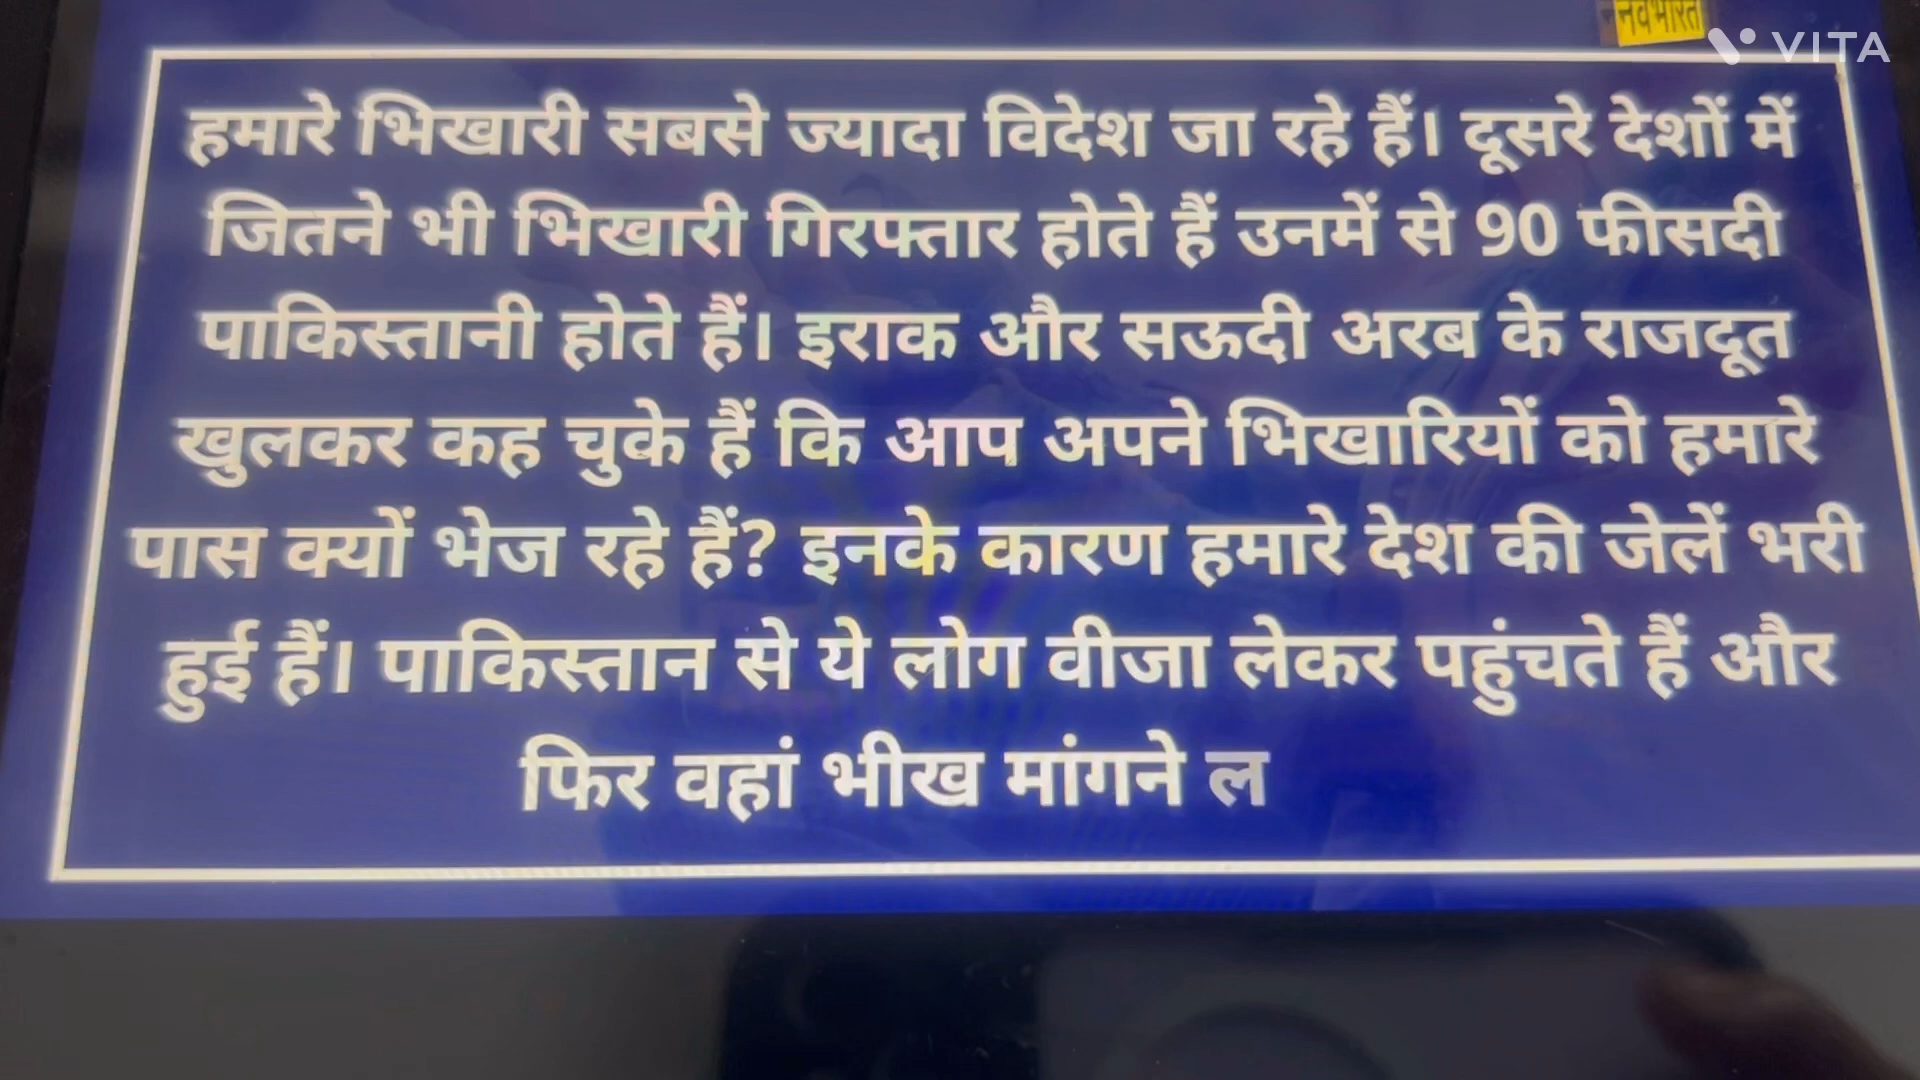 नवभारत
VITA
हमारे भिखारी सबसे ज्यादा विदेश जा रहे हैं। दूसरे देशों में
जितने भी भिखारी गिरफ्तार होते हैं उनमें से 90 फीसदी
पाकिस्तानी होते हैं। इराक और सऊदी अरब के राजदूत
खुलकर कह चुके हैं कि आप अपने भिखारियों को हमारे
पास क्यों भेज रहे हैं? इनके कारण हमारे देश की जेलें भरी
हुई हैं। पाकिस्तान से ये लोग वीजा लेकर पहुंचते हैं और
फिर वहां भीख मांगने ल